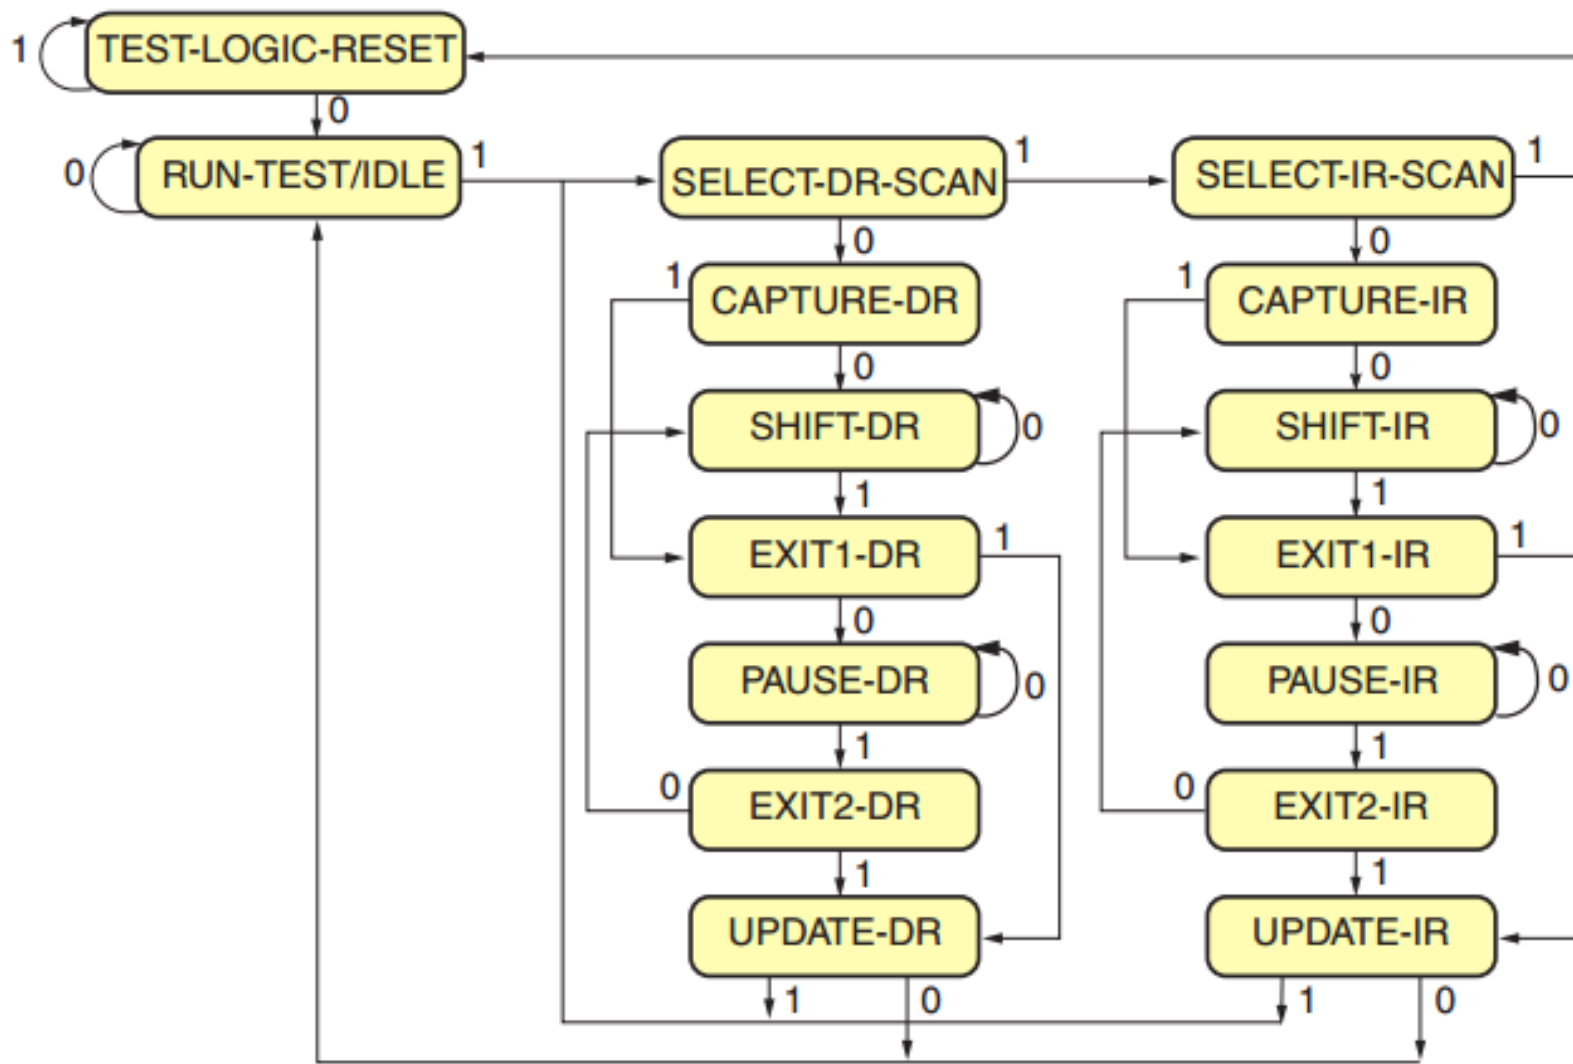 TEST-LOGIC-RESET
1
0
RUN-TEST/IDLE
0
1
SELECT-DR-SCAN
1
SELECT-IR-SCAN
1
0
0
1
CAPTURE-DR
1
CAPTURE-IR
0
0
SHIFT-DR
0
SHIFT-IR
0
1
1
EXIT1-DR
1
EXIT1-IR
1
0
0
PAUSE-DR
0
PAUSE-IR
0
1
1
0
EXIT2-DR
0
EXIT2-IR
1
1
UPDATE-DR
UPDATE-IR
1
0
1
0